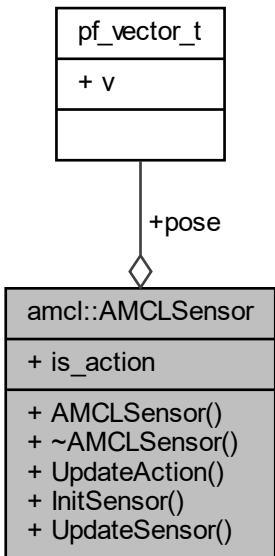 pf_vector_t
+ v
+pose
amcl::AMCLSensor
+ is_action
+ AMCLSensor()
+ ~AMCLSensor()
+ UpdateAction()
+ InitSensor()
+ UpdateSensor()